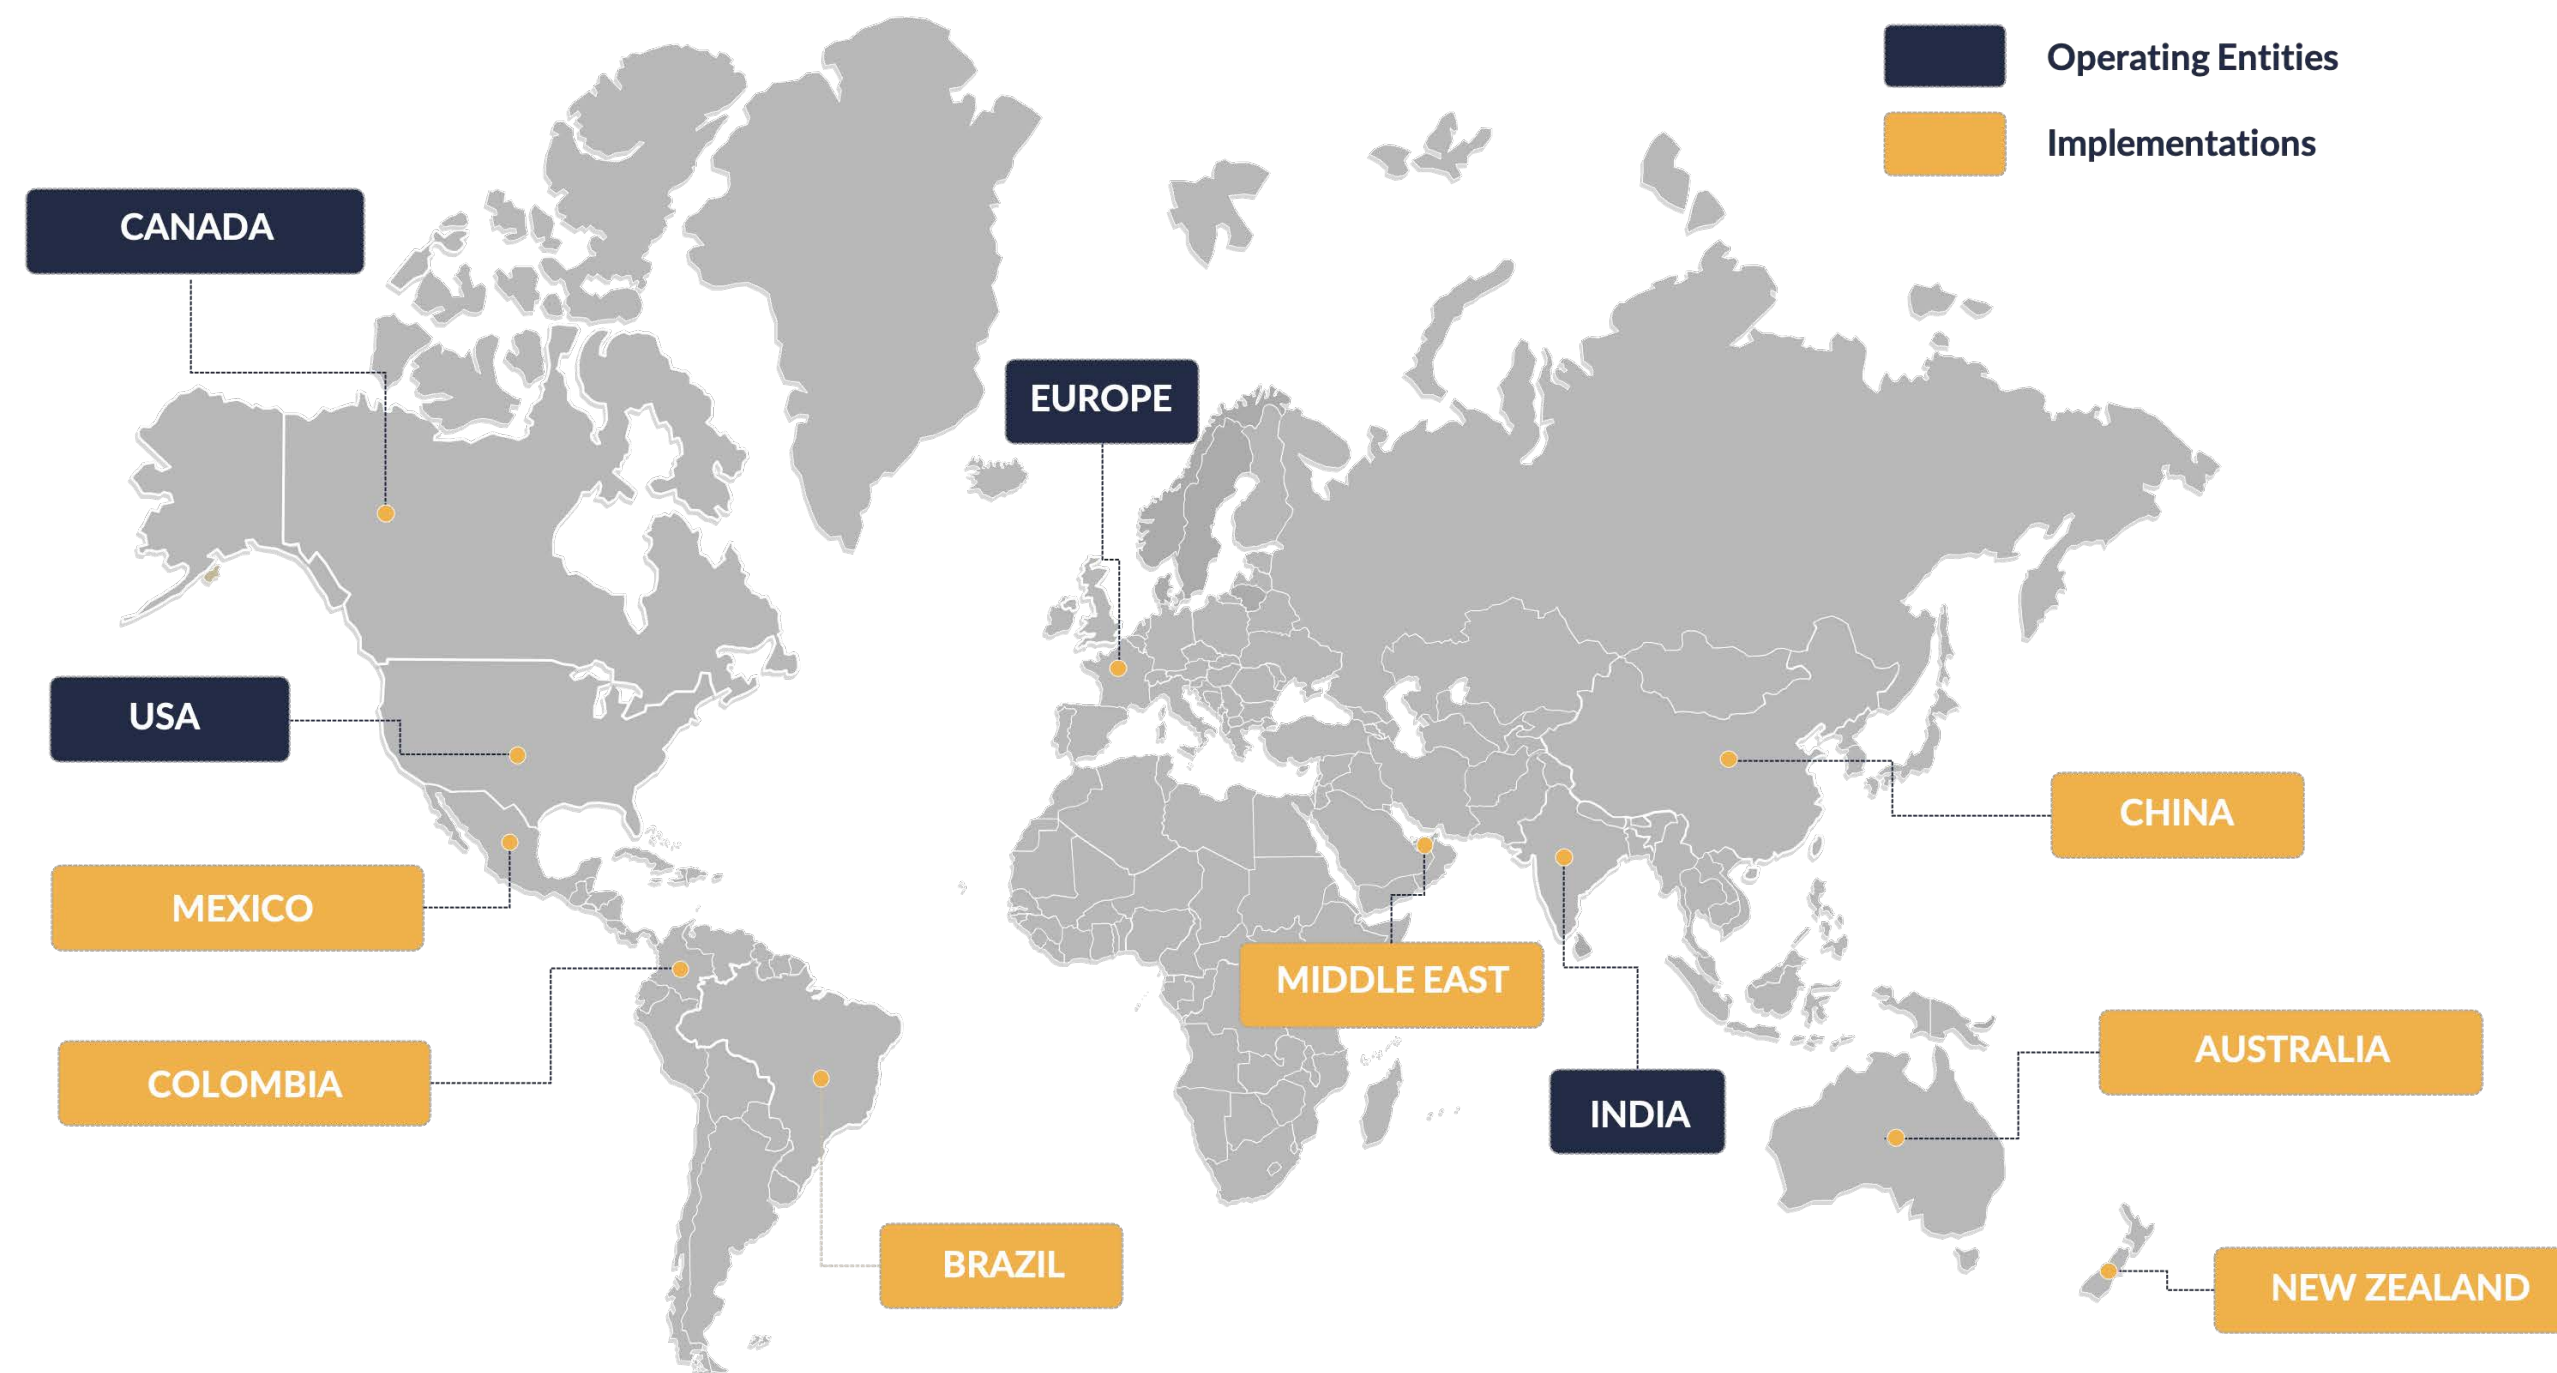 Operating Entities
Implementations
CANADA
EUROPE
USA
CHINA
MEXICO
MIDDLE EAST
AUSTRALIA
COLOMBIA
INDIA
BRAZIL
NEW ZEALAND